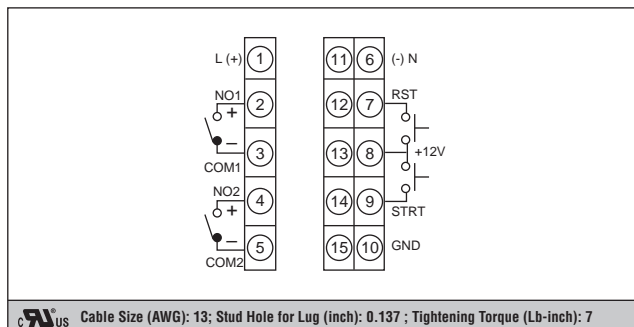 L (+) 1 11 6 (-) N
NO1 2 12 7 RST
+
– 3 13 8 +12V
COM1
NO2 4 14 9 STRT
+
– 5 15 10 GND
COM2
c RU US Cable Size (AWG): 13; Stud Hole for Lug (inch): 0.137 ; Tightening Torque (Lb-inch): 7